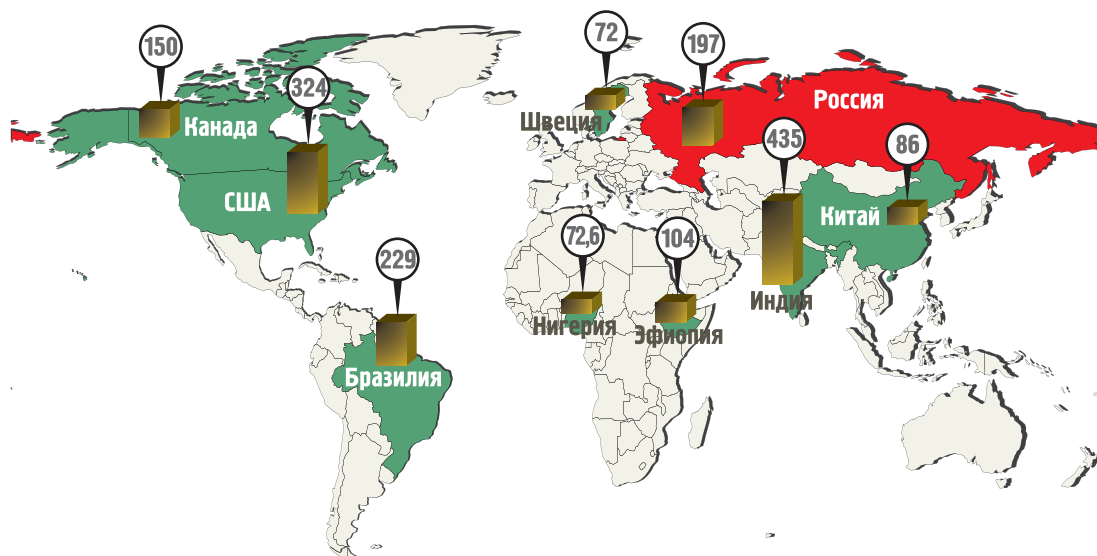 150
Канада
324
США
229
Бразилия
72
Швеция
197
Россия
435
Индия
86
Китай
72,6
Нигерия
104
Эфиопия